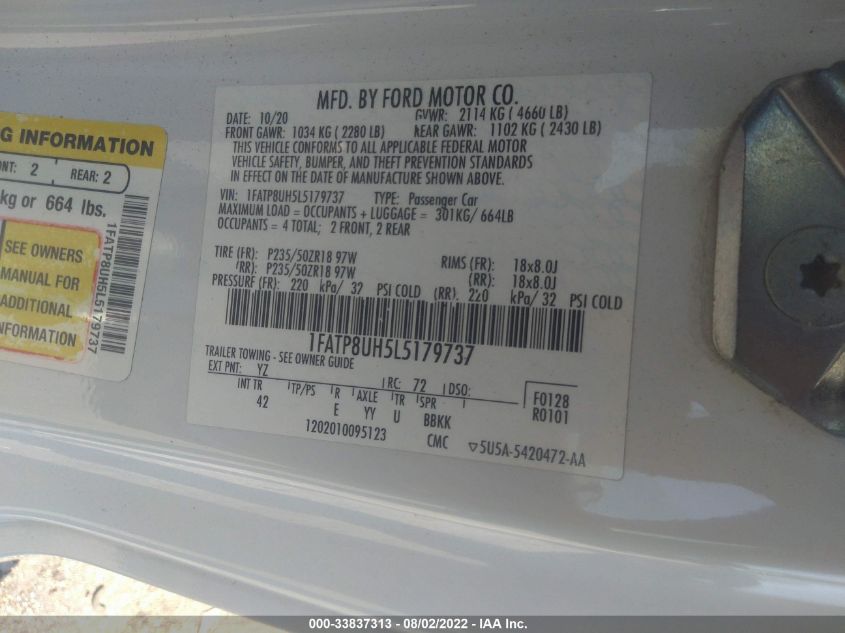 G INFORMATION
NT: 2 REAR: 2
kg or 664 lbs.
SEE OWNERS
MANUAL FOR
ADDITIONAL
INFORMATION
1FATP8UH5L5179737
MFD. BY FORD MOTOR CO.
DATE: 10/20 GVWR: 2114 KG ( 4660 LB)
FRONT GAWR: 1034 KG ( 2280 LB) REAR GAWR: 1102 KG ( 2430 LB)
THIS VEHICLE CONFORMS TO ALL APPLICABLE FEDERAL MOTOR
VEHICLE SAFETY, BUMPER, AND THEFT PREVENTION STANDARDS
IN EFFECT ON THE DATE OF MANUFACTURE SHOWN ABOVE.
VIN: 1FATP8UH5L5179737 TYPE: Passenger Car
MAXIMUM LOAD = OCCUPANTS + LUGGAGE = 301KG/ 664LB
OCCUPANTS = 4 TOTAL; 2 FRONT, 2 REAR
TIRE (FR): P235/50ZR18 97W RIMS (FR): 18x8.0J
(RR): P235/50ZR18 97W (RR): 18x8.0J
PRESSURE (FR): 220 kPa/ 32 PSI COLD (RR): 220 kPa/ 32 PSI COLD
1FATP8UH5L5179737
TRAILER TOWING - SEE OWNER GUIDE
EXT PNT: YZ RC: 72 DSO: F0128
INT TR TP/PS R AXLE TR SPR R0101
42 E YY U BBKK
1202010095123 CMC ▽5U5A-5420472-AA
000-33837313 - 08/02/2022 - IAA Inc.